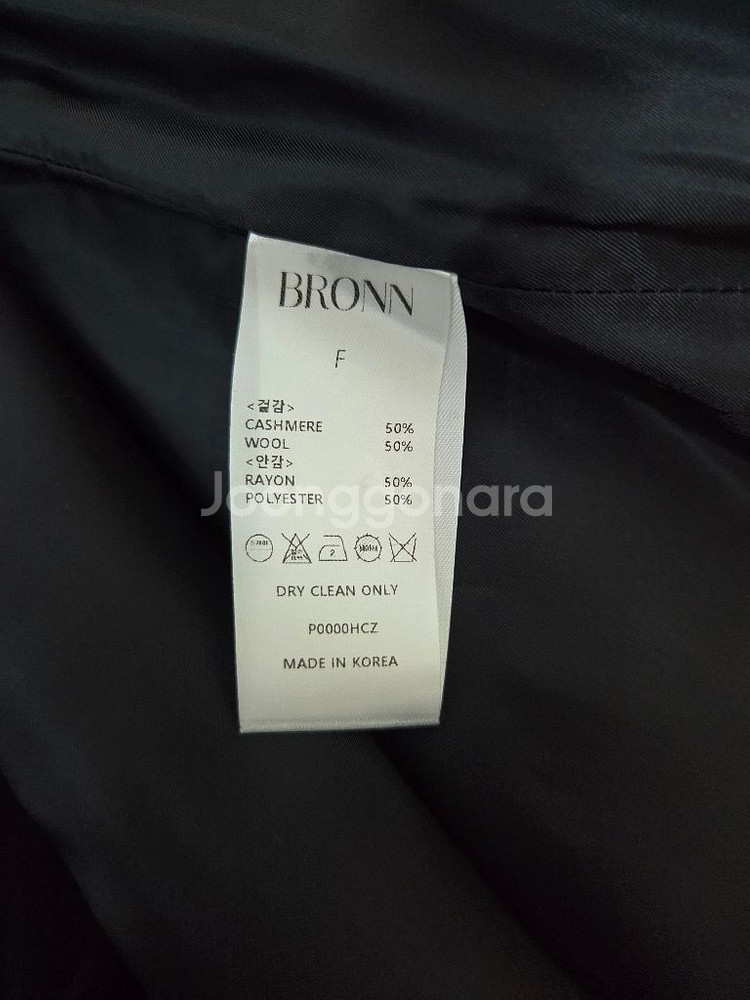 BRONN
F
<겉감>
CASHMERE 50%
WOOL 50%
<안감>
RAYON 50%
POLYESTER 50%
Joonggonara
2
DRY CLEAN ONLY
P0000HCZ
MADE IN KOREA